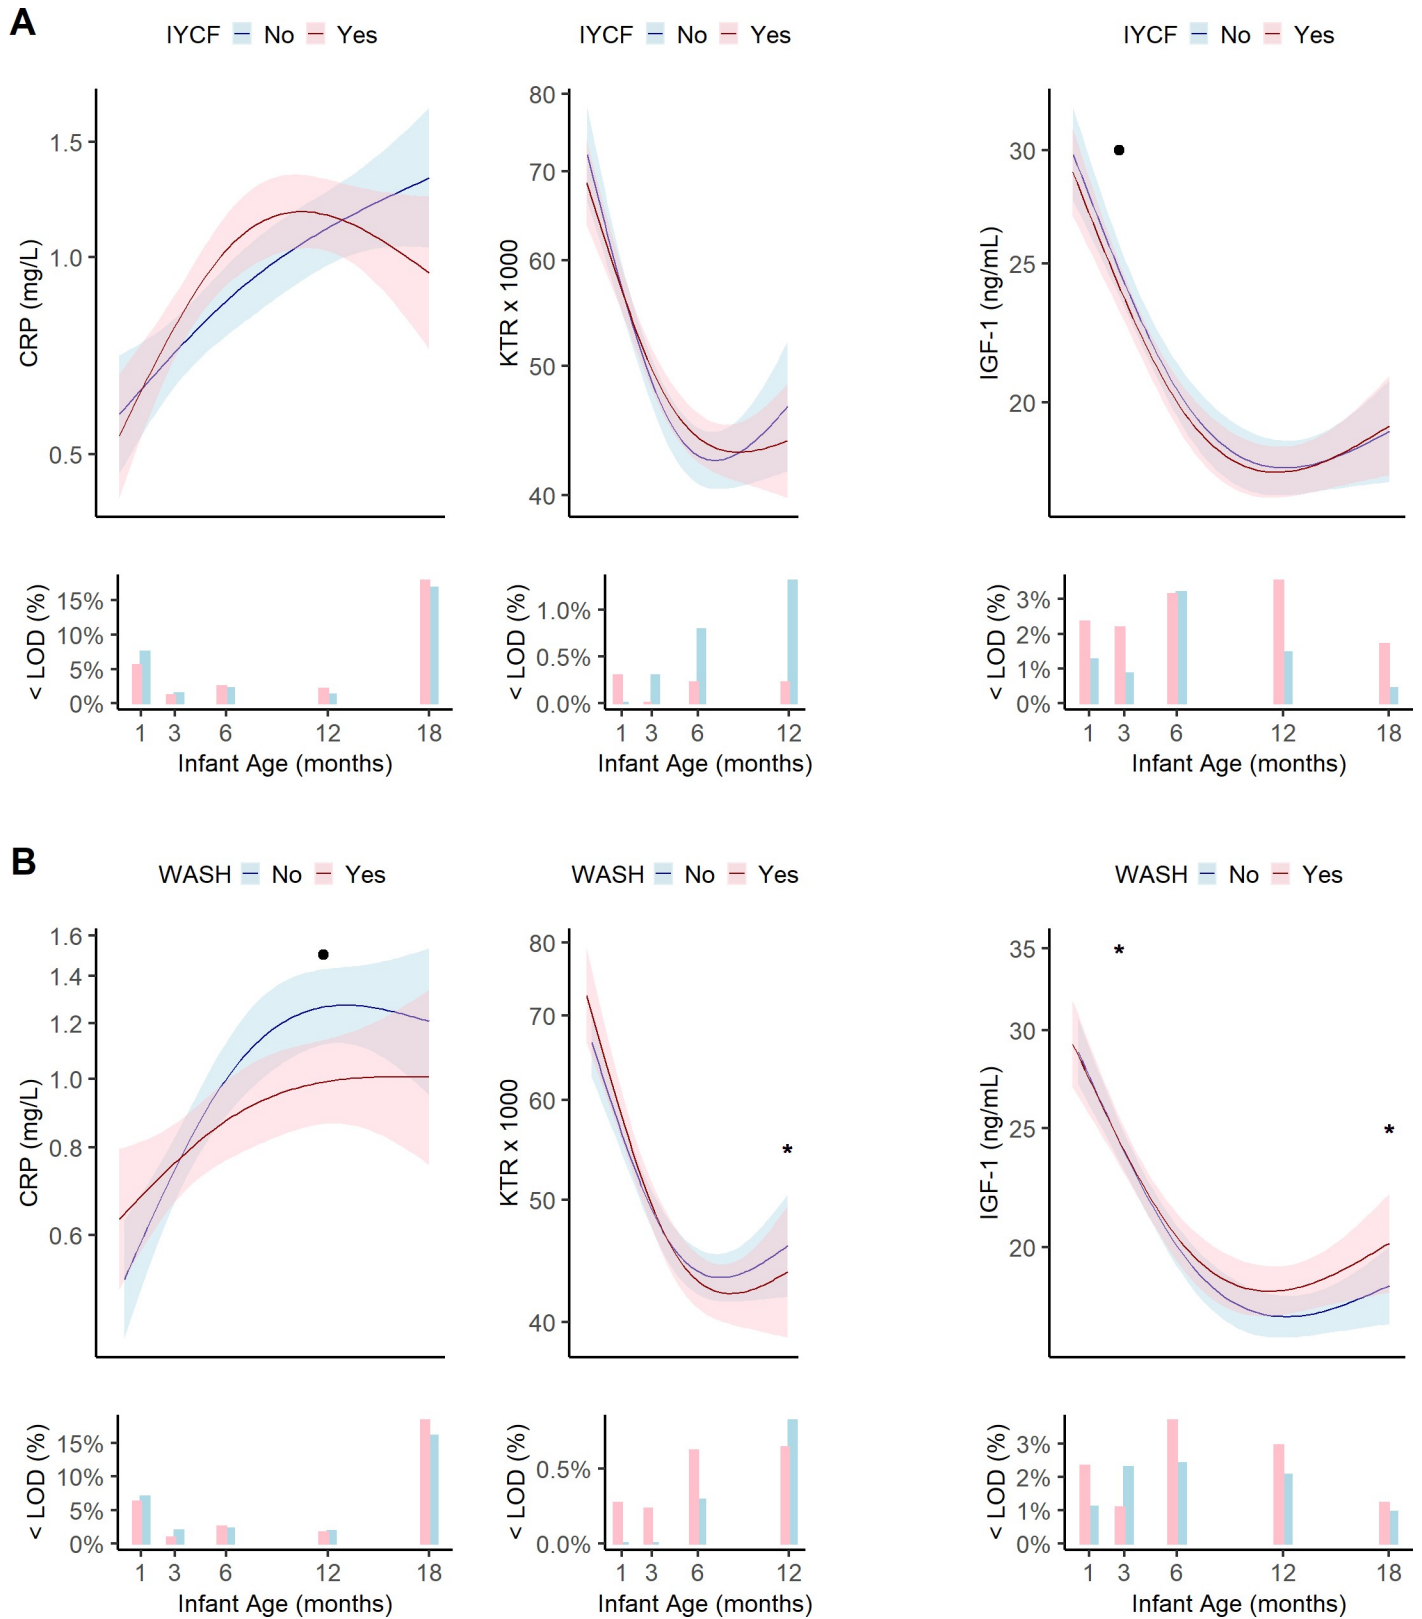 A
IYCF No Yes
IYCF No Yes
IYCF No Yes
CRP (mg/L)
1.5
1.0
0.5
KTR x 1000
80
70
60
50
40
IGF-1 (ng/mL)
30
25
20
< LOD (%)
15%
10%
5%
0%
1 3 6 12 18
Infant Age (months)
< LOD (%)
1.0%
0.5%
0.0%
1 3 6 12
Infant Age (months)
< LOD (%)
3%
2%
1%
0%
1 3 6 12 18
Infant Age (months)
B
WASH No Yes
WASH No Yes
WASH No Yes
CRP (mg/L)
1.6
1.4
1.2
1.0
0.8
0.6
KTR x 1000
80
70
60
50
40
*
IGF-1 (ng/mL)
35
30
25
20
*
*
< LOD (%)
15%
10%
5%
0%
1 3 6 12 18
Infant Age (months)
< LOD (%)
0.5%
0.0%
1 3 6 12
Infant Age (months)
< LOD (%)
3%
2%
1%
0%
1 3 6 12 18
Infant Age (months)